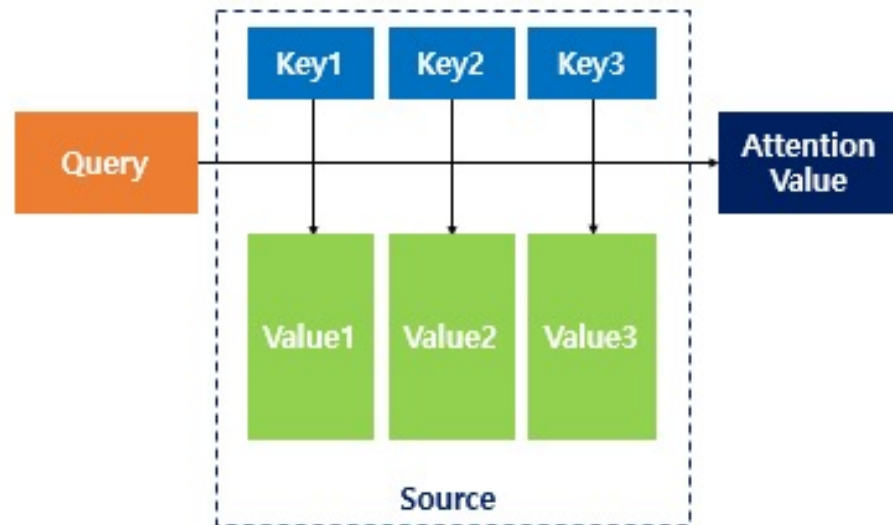 Key1 Key2 Key3
Query
Attention
Value
Value1 Value2 Value3
Source